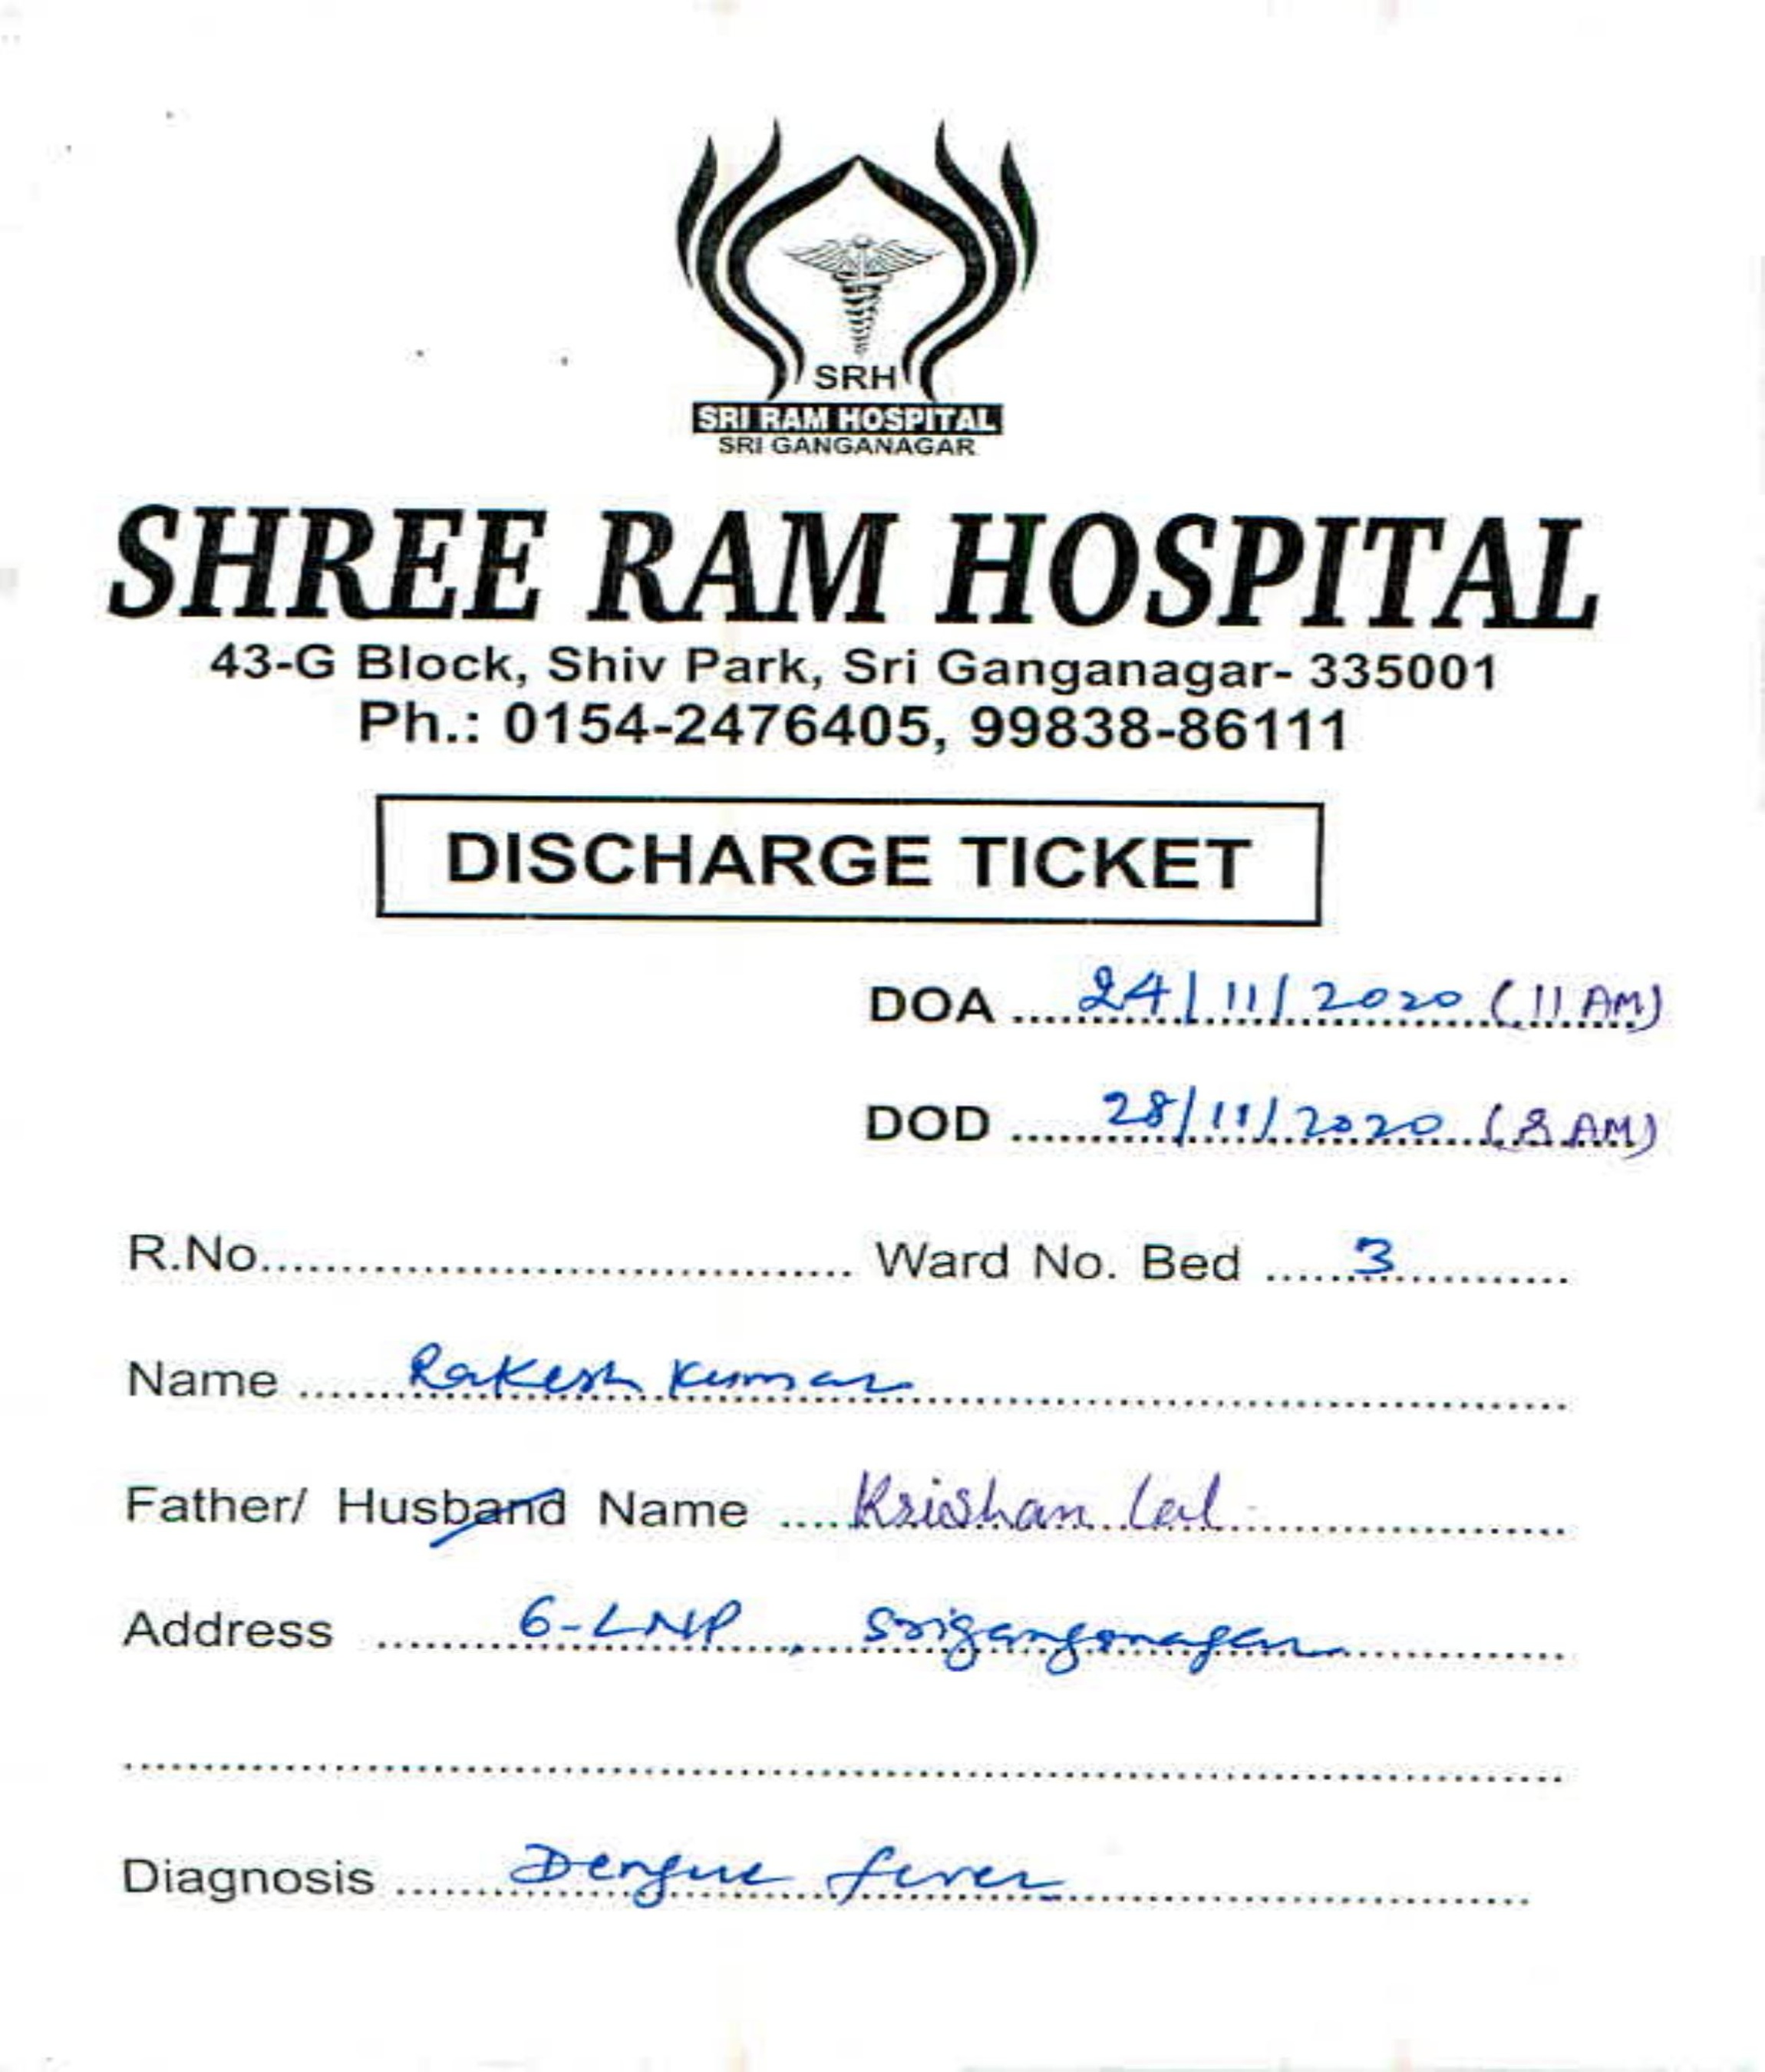 SRH
SRI RAM HOSPITAL
SRI GANGANAGAR
SHREE RAM HOSPITAL
43-G Block, Shiv Park, Sri Ganganagar- 335001
Ph.: 0154-2476405, 99838-86111
DISCHARGE TICKET
DOA 24/11/2020 (11 AM)
DOD 28/11/2020 (8 AM)
R.No. Ward No. Bed 3
Name Rakesh Kumar
Father/ Husband Name Krishan Lal
Address 6-LNP, Sriganganagar
Diagnosis Dengue fever